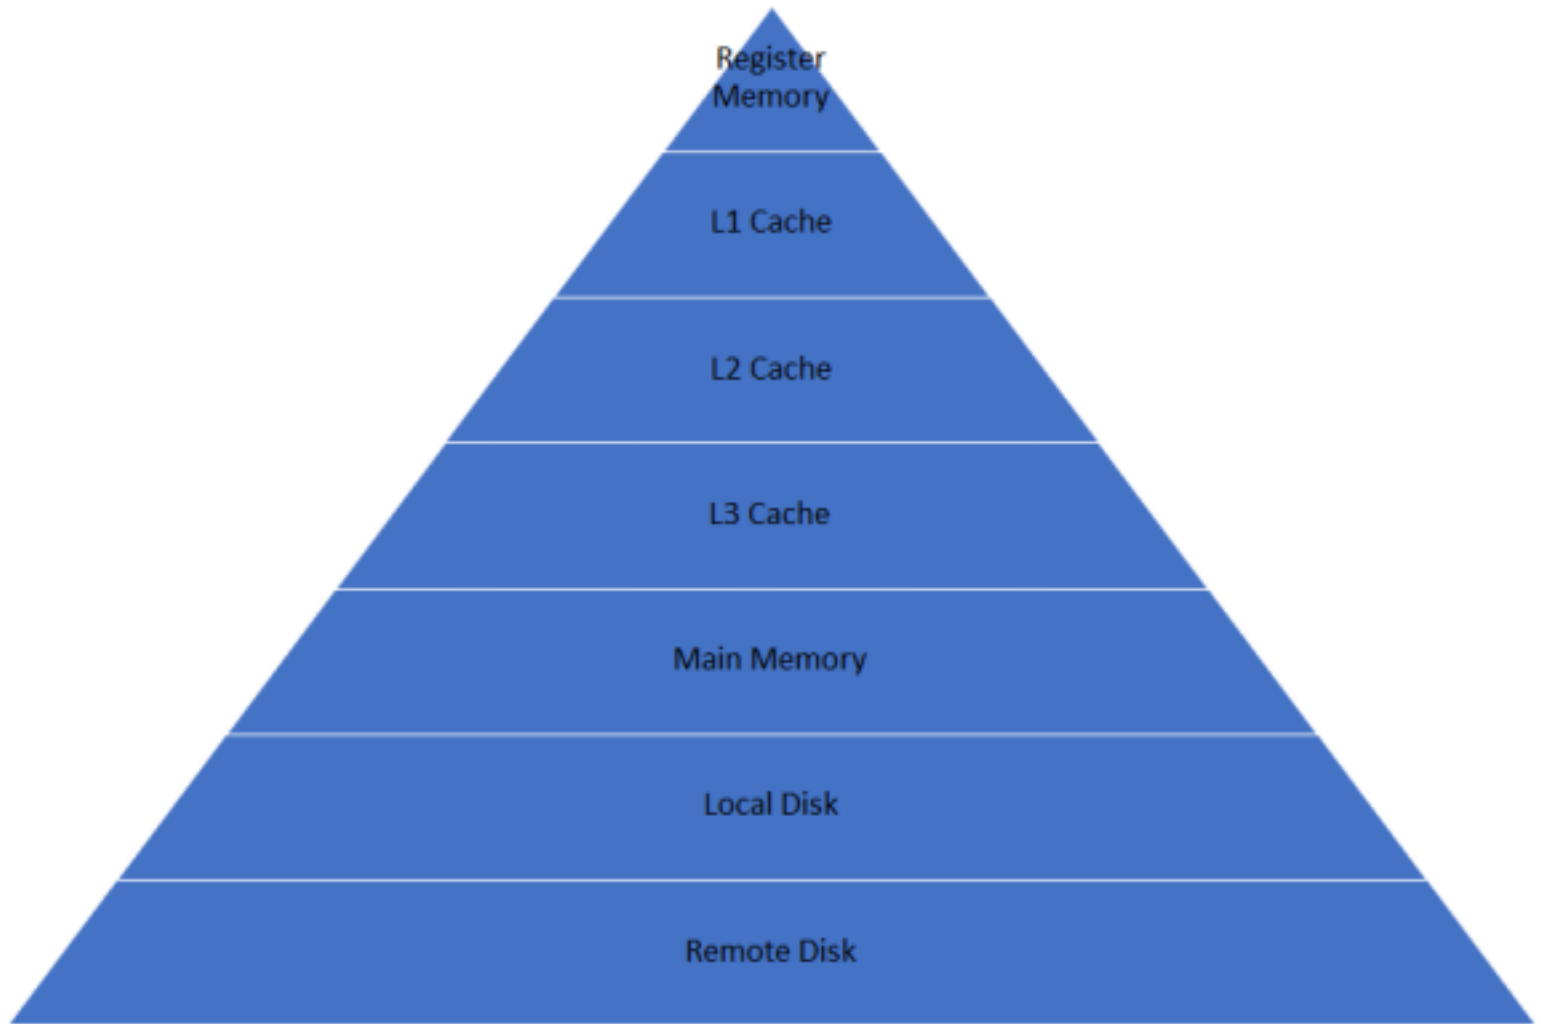 Register
Memory
L1 Cache
L2 Cache
L3 Cache
Main Memory
Local Disk
Remote Disk